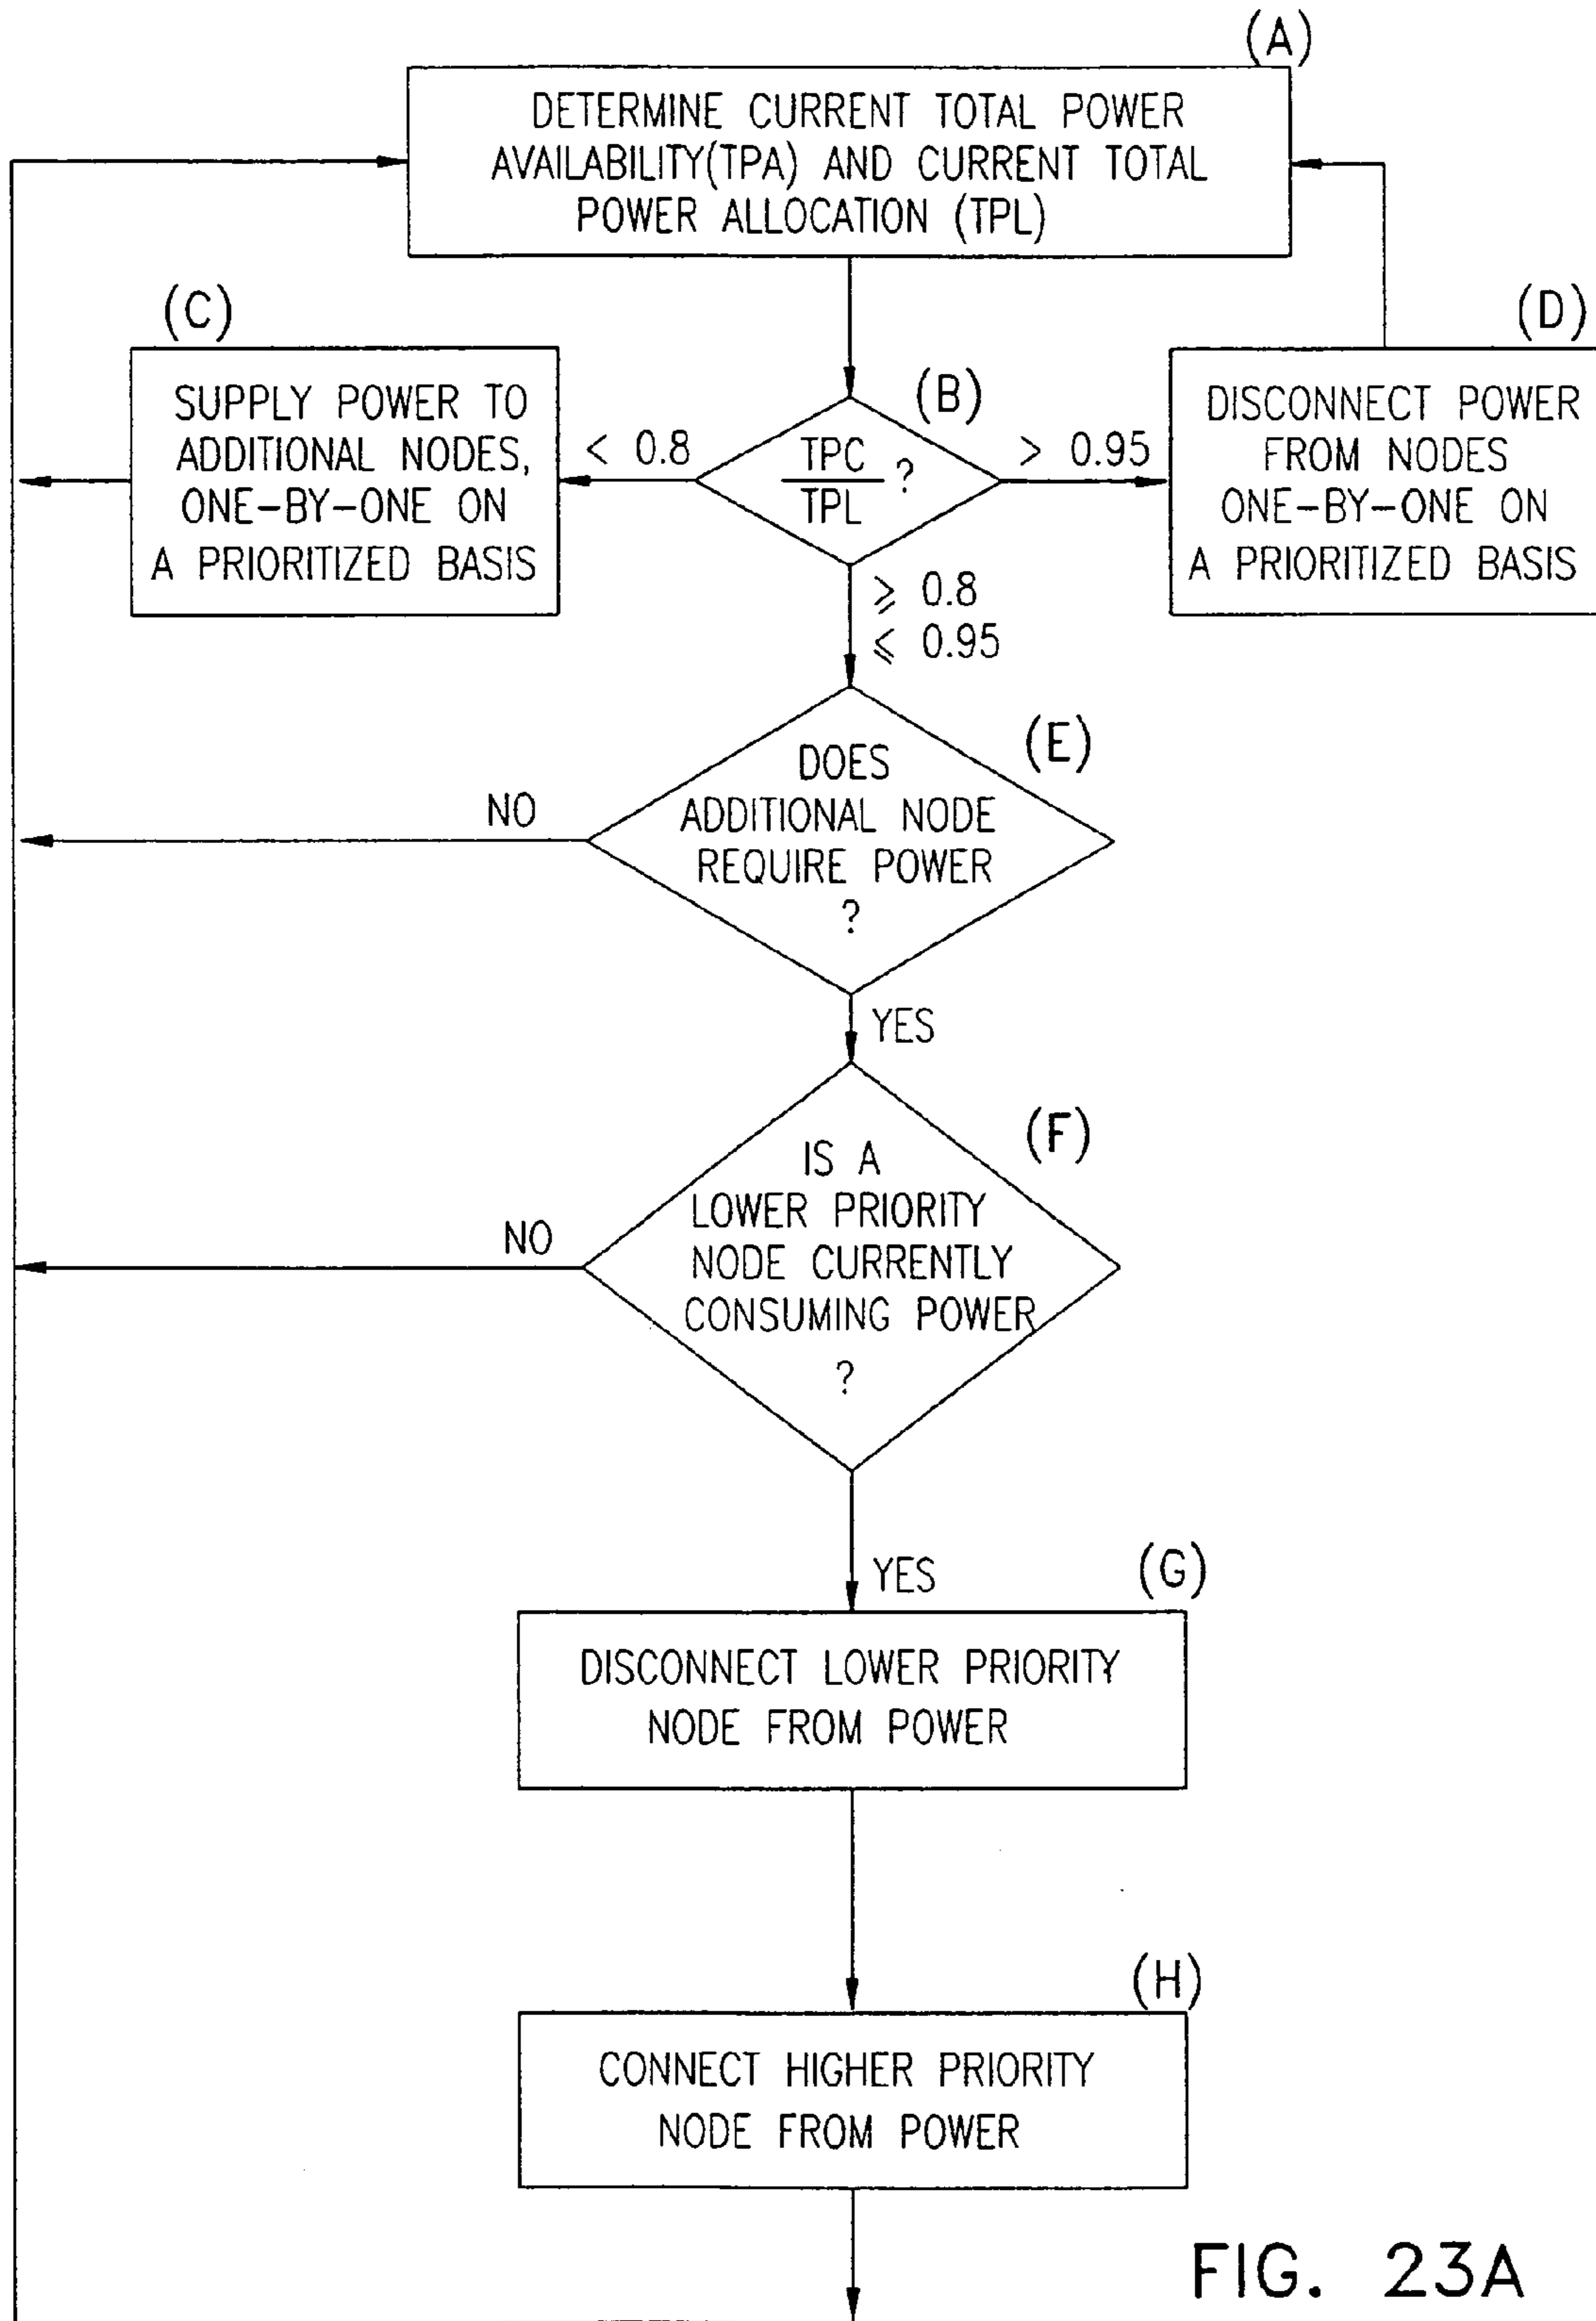 (A)
DETERMINE CURRENT TOTAL POWER
AVAILABILITY(TPA) AND CURRENT TOTAL
POWER ALLOCATION (TPL)
(C)
SUPPLY POWER TO
ADDITIONAL NODES,
ONE-BY-ONE ON
A PRIORITIZED BASIS
< 0.8
(B)
TPC
TPL
?
> 0.95
(D)
DISCONNECT POWER
FROM NODES
ONE-BY-ONE ON
A PRIORITIZED BASIS
⩾ 0.8
⩽ 0.95
(E)
DOES
ADDITIONAL NODE
REQUIRE POWER
?
NO
YES
(F)
IS A
LOWER PRIORITY
NODE CURRENTLY
CONSUMING POWER
?
NO
YES
(G)
DISCONNECT LOWER PRIORITY
NODE FROM POWER
(H)
CONNECT HIGHER PRIORITY
NODE FROM POWER
FIG. 23A